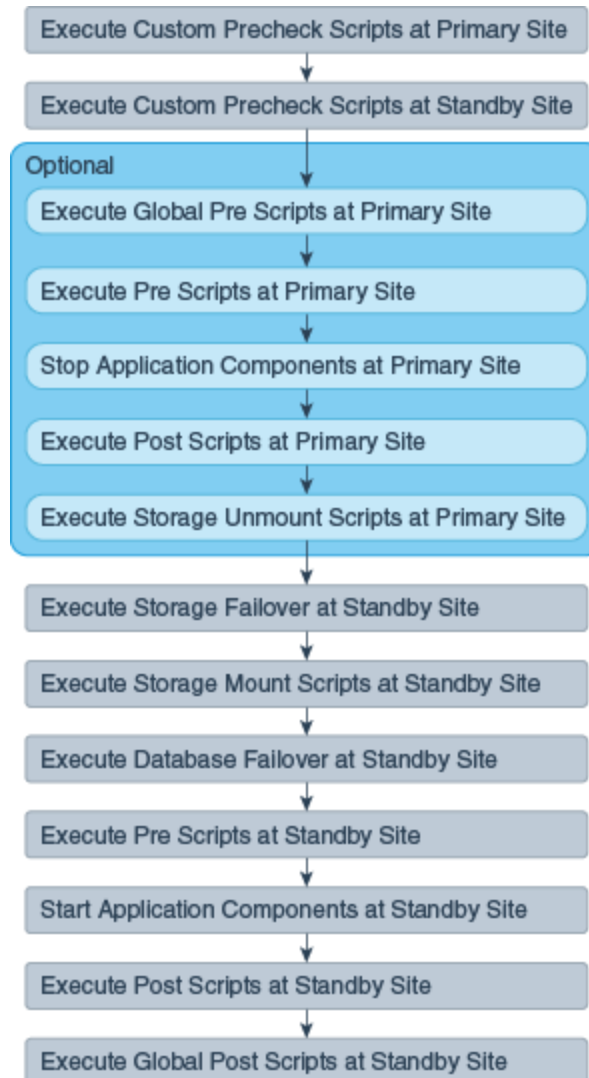 Execute Custom Precheck Scripts at Primary Site
Execute Custom Precheck Scripts at Standby Site
Optional
Execute Global Pre Scripts at Primary Site
Execute Pre Scripts at Primary Site
Stop Application Components at Primary Site
Execute Post Scripts at Primary Site
Execute Storage Unmount Scripts at Primary Site
Execute Storage Failover at Standby Site
Execute Storage Mount Scripts at Standby Site
Execute Database Failover at Standby Site
Execute Pre Scripts at Standby Site
Start Application Components at Standby Site
Execute Post Scripts at Standby Site
Execute Global Post Scripts at Standby Site